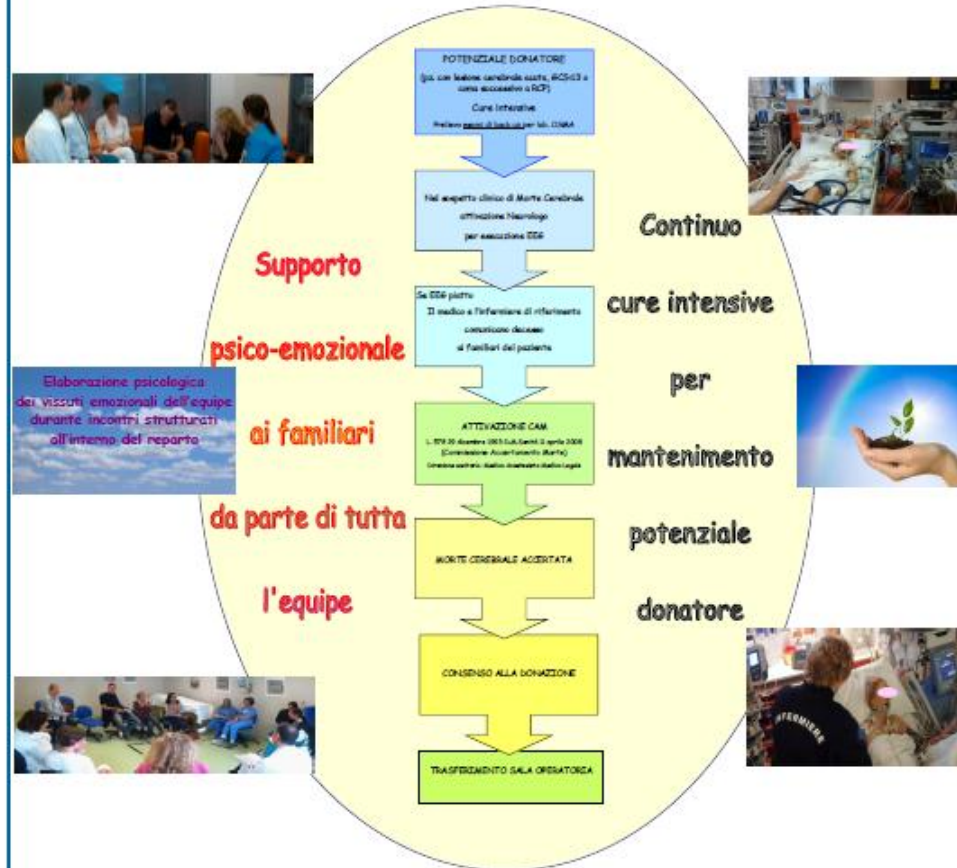 POTENZIALE DONATORE
(pz. con lesione cerebrale acuta, o
coma successivo a RCP)
Cure intensive
Prelievo per
Nel sospetto clinico di Morte Cerebrale
attivazione Neurologo
per esecuzione EEG
Se EEG piatto
Il medico e l'infermiere di riferimento
comunicano decesso
ai familiari del paziente
ATTIVAZIONE CAM
(Commissione Accertamento Morte)
MORTE CEREBRALE ACCERTATA
CONSENSO ALLA DONAZIONE
TRASFERIMENTO SALA OPERATORIA
Supporto
psico-emozionale
ai familiari
da parte di tutta
l'equipe
Continuo
cure intensive
per
mantenimento
potenziale
donatore
Elaborazione psicologica
dei vissuti emozionali dell'equipe
durante incontri strutturati
all'interno del reparto
INFERMIERE